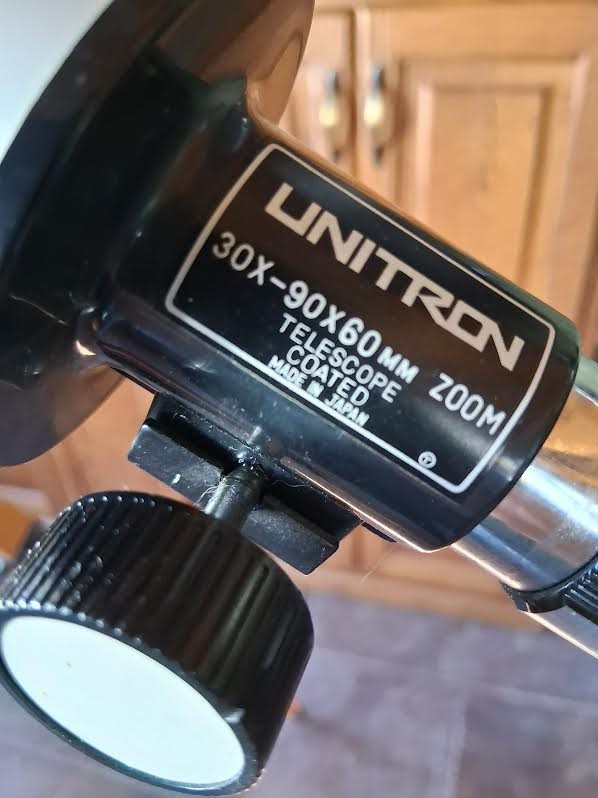 UNITRON
30X-90X60MM ZOOM
TELESCOPE
COATED
MADE IN JAPAN